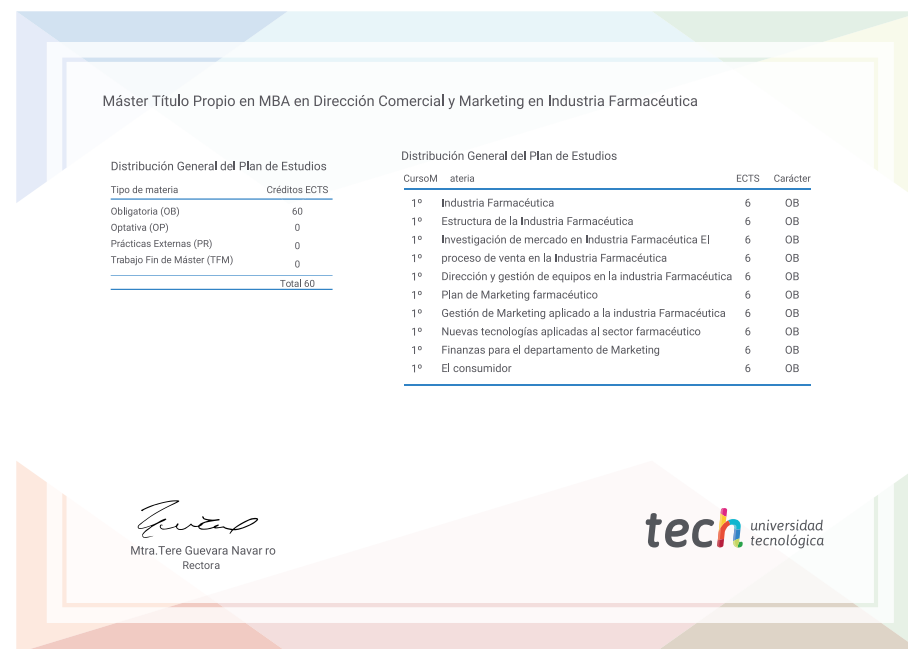 Máster Título Propio en MBA en Dirección Comercial y Marketing en Industria Farmacéutica
Distribución General del Plan de Estudios
Tipo de materia Créditos ECTS
Obligatoria (OB) 60
Optativa (OP) 0
Prácticas Externas (PR) 0
Trabajo Fin de Máster (TFM) 0
Total 60
Distribución General del Plan de Estudios
CursoM ateria ECTS Carácter
1º Industria Farmacéutica 6 OB
1º Estructura de la Industria Farmacéutica 6 OB
1º Investigación de mercado en Industria Farmacéutica El 6 OB
1º proceso de venta en la Industria Farmacéutica 6 OB
1º Dirección y gestión de equipos en la industria Farmacéutica 6 OB
1º Plan de Marketing farmacéutico 6 OB
1º Gestión de Marketing aplicado a la industria Farmacéutica 6 OB
1º Nuevas tecnologías aplicadas al sector farmacéutico 6 OB
1º Finanzas para el departamento de Marketing 6 OB
1º El consumidor 6 OB
Mtra.Tere Guevara Navar ro
Rectora
tech universidad
tecnológica